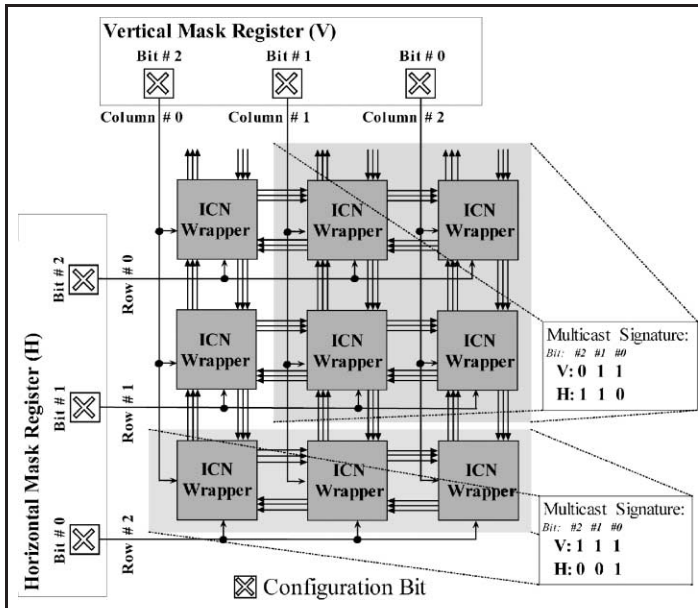 Vertical Mask Register (V)
Bit # 2
Bit # 1
Bit # 0
Column # 0
Column # 1
Column # 2
Horizontal Mask Register (H)
Bit # 2
Row # 0
ICN
Wrapper
ICN
Wrapper
ICN
Wrapper
Bit # 1
Row # 1
ICN
Wrapper
ICN
Wrapper
ICN
Wrapper
Bit # 0
Row # 2
ICN
Wrapper
ICN
Wrapper
ICN
Wrapper
Multicast Signature:
Bit: #2 #1 #0
V: 0 1 1
H: 1 1 0
Multicast Signature:
Bit: #2 #1 #0
V: 1 1 1
H: 0 0 1
Configuration Bit